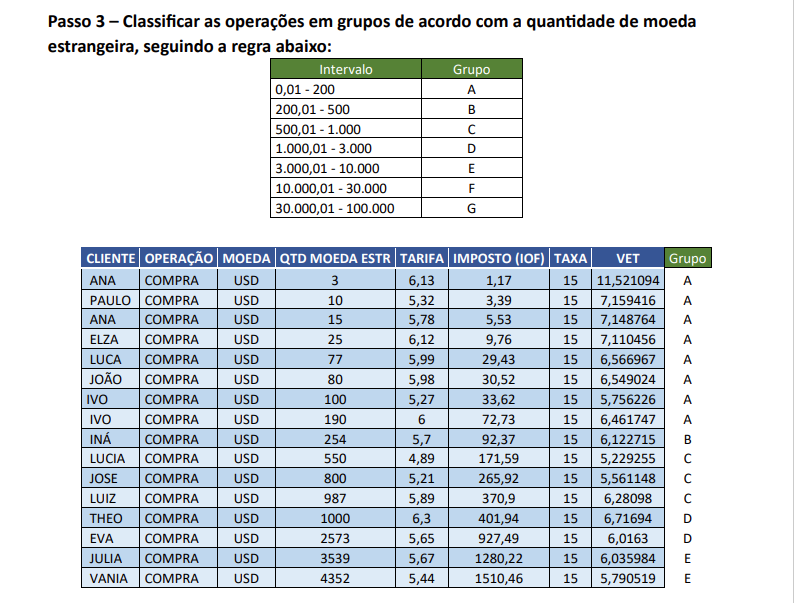 Passo 3 – Classificar as operações em grupos de acordo com a quantidade de moeda
estrangeira, seguindo a regra abaixo:
Intervalo Grupo
0,01 - 200 A
200,01 - 500 B
500,01 - 1.000 C
1.000,01 - 3.000 D
3.000,01 - 10.000 E
10.000,01 - 30.000 F
30.000,01 - 100.000 G
CLIENTE OPERAÇÃO MOEDA QTD MOEDA ESTR TARIFA IMPOSTO (IOF) TAXA VET Grupo
ANA COMPRA USD 3 6,13 1,17 15 11,521094 A
PAULO COMPRA USD 10 5,32 3,39 15 7,159416 A
ANA COMPRA USD 15 5,78 5,53 15 7,148764 A
ELZA COMPRA USD 25 6,12 9,76 15 7,110456 A
LUCA COMPRA USD 77 5,99 29,43 15 6,566967 A
JOÃO COMPRA USD 80 5,98 30,52 15 6,549024 A
IVO COMPRA USD 100 5,27 33,62 15 5,756226 A
IVO COMPRA USD 190 6 72,73 15 6,461747 A
INÁ COMPRA USD 254 5,7 92,37 15 6,122715 B
LUCIA COMPRA USD 550 4,89 171,59 15 5,229255 C
JOSE COMPRA USD 800 5,21 265,92 15 5,561148 C
LUIZ COMPRA USD 987 5,89 370,9 15 6,28098 C
THEO COMPRA USD 1000 6,3 401,94 15 6,71694 D
EVA COMPRA USD 2573 5,65 927,49 15 6,0163 D
JULIA COMPRA USD 3539 5,67 1280,22 15 6,035984 E
VANIA COMPRA USD 4352 5,44 1510,46 15 5,790519 E